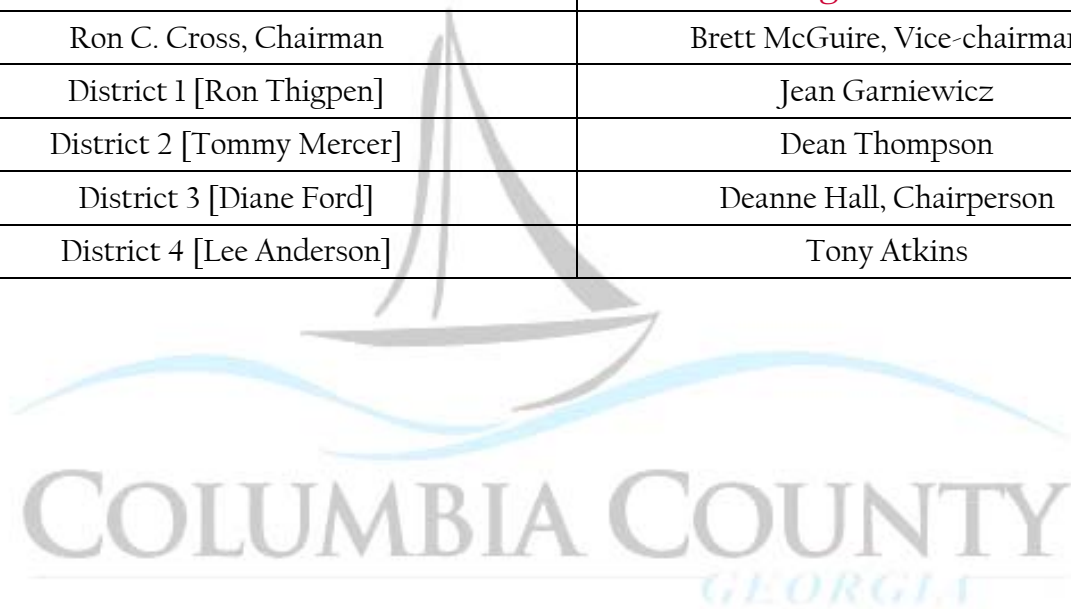 Ron C. Cross, Chairman Brett McGuire, Vice-chairman
District 1 [Ron Thigpen] Jean Garniewicz
District 2 [Tommy Mercer] Dean Thompson
District 3 [Diane Ford] Deanne Hall, Chairperson
District 4 [Lee Anderson] Tony Atkins
COLUMBIA COUNTY
GEORGIA